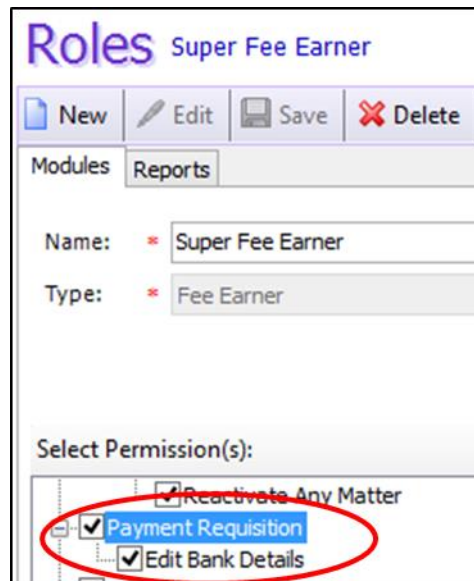 Roles Super Fee Earner
New Edit Save Delete
Modules Reports
Name: * Super Fee Earner
Type: * Fee Earner
Select Permission(s):
Reactivate Any Matter
Payment Requisition
Edit Bank Details